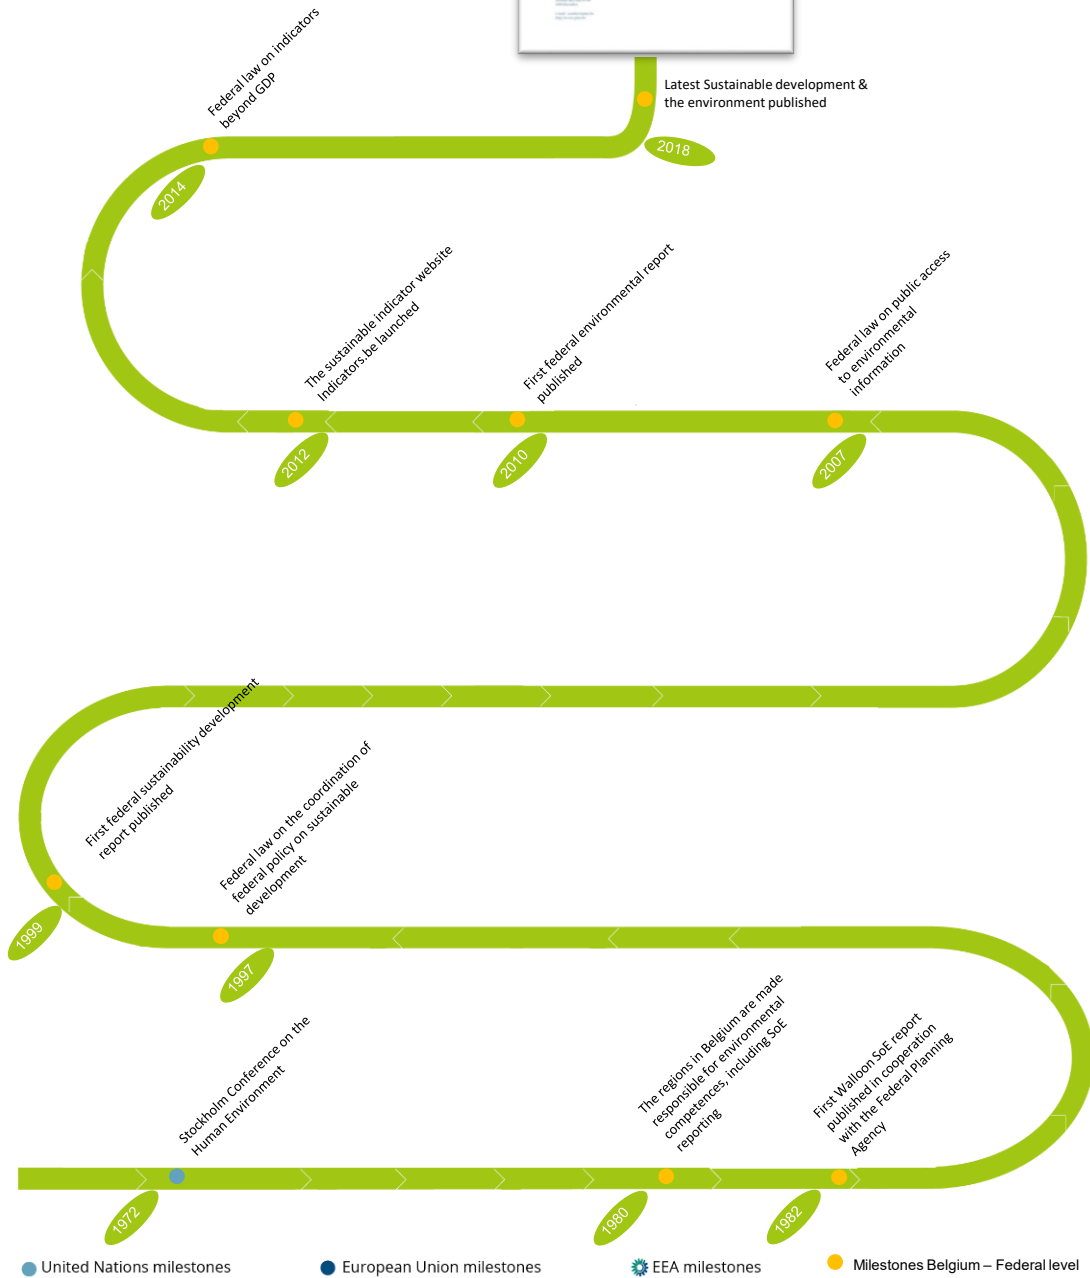 Federal law on indicators
beyond GDP
Latest Sustainable development &
the environment published
2018
2014
The sustainable indicator website
Indicators.be launched
First federal environmental report
published
Federal law on public access
to environmental
information
2012
2010
2007
First federal sustainability development
report published
Federal law on the coordination of
federal policy on sustainable
development
1999
1997
Stockholm Conference on the
Human Environment
The regions in Belgium are made
responsible for environmental
competences, including SoE
reporting
First Walloon SoE report
published in cooperation
with the Federal Planning
Agency
1972
1980
1982
United Nations milestones
European Union milestones
EEA milestones
Milestones Belgium – Federal level